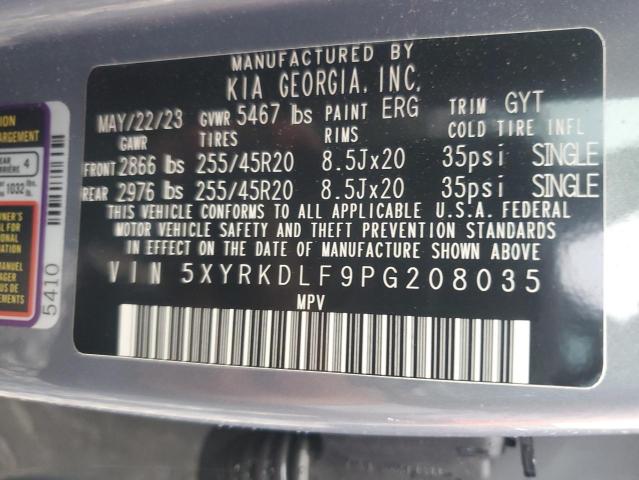 MANUFACTURED BY
KIA GEORGIA, INC.
MAY/22/23 GVWR 5467 lbs PAINT ERG TRIM GYT
GAWR TIRES RIMS COLD TIRE INFL
FRONT 2866 lbs 255/45R20 8.5Jx20 35psi SINGLE
REAR 2976 lbs 255/45R20 8.5Jx20 35psi SINGLE
THIS VEHICLE CONFORMS TO ALL APPLICABLE U.S.A. FEDERAL
MOTOR VEHICLE SAFETY AND THEFT PREVENTION STANDARDS
IN EFFECT ON THE DATE OF MANUFACTURE SHOWN ABOVE.
VIN 5XYRKDLF9PG208035
MPV
4
1032 lbs.
5410